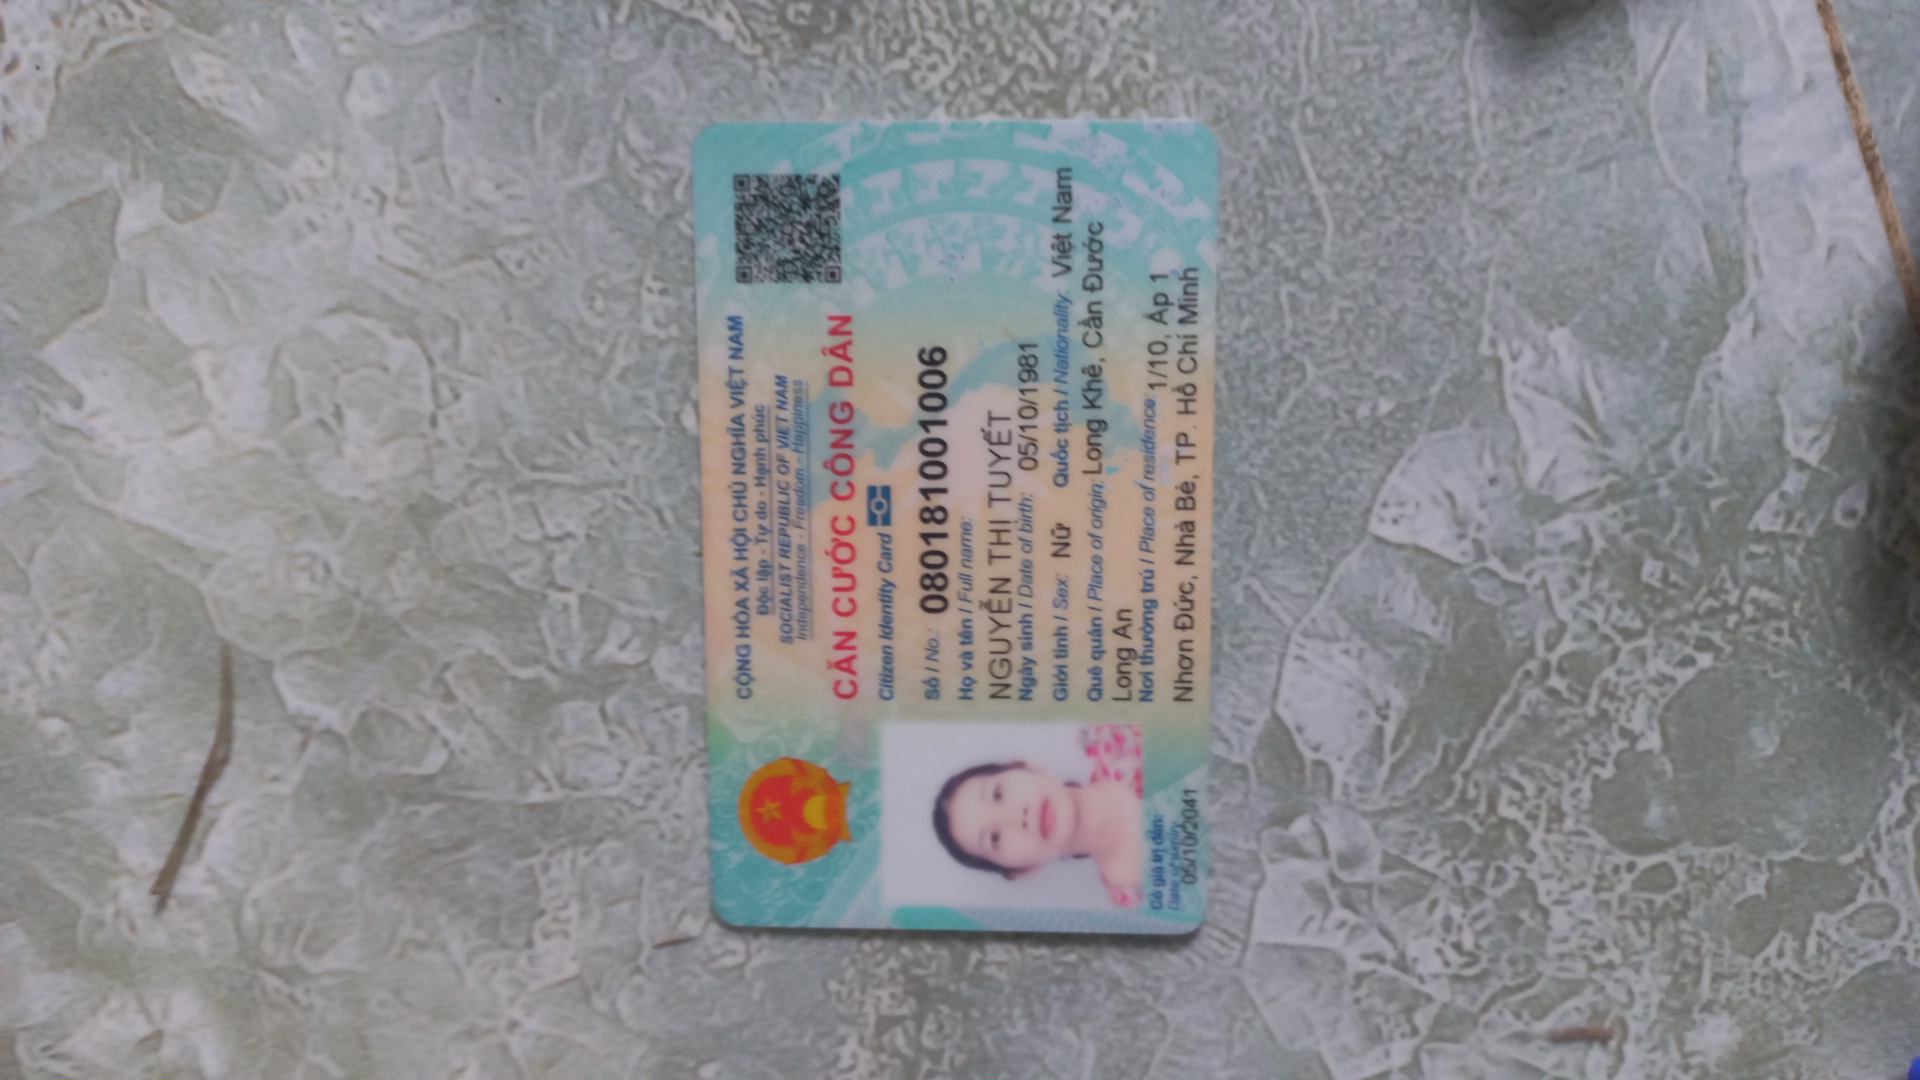 CỘNG HÒA XÃ HỘI CHỦ NGHĨA VIỆT NAM
Độc lập - Tự do - Hạnh phúc
SOCIALIST REPUBLIC OF VIET NAM
Independence - Freedom - Happiness
CĂN CƯỚC CÔNG DÂN
Citizen Identity Card
Số / No.: 080181001006
Họ và tên / Full name:
NGUYỄN THỊ TUYẾT
Ngày sinh / Date of birth: 05/10/1981
Giới tính / Sex: Nữ Quốc tịch / Nationality: Việt Nam
Quê quán / Place of origin: Long Khê, Cần Đước
Long An
Nơi thường trú / Place of residence: 1/10, Ấp 1
Nhơn Đức, Nhà Bè, TP. Hồ Chí Minh
Có giá trị đến:
Date of expiry
05/10/2041